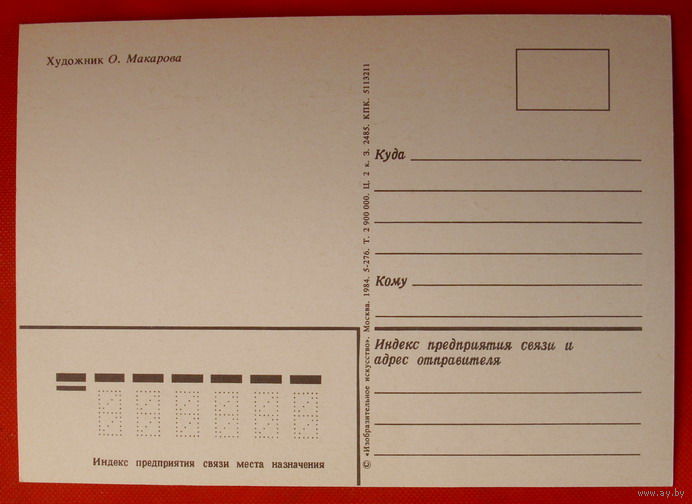 Художник О. Макарова
© «Изобразительное искусство». Москва. 1984. 5-276. Т. 2 900 000. Ц. 2 к. З. 2485. КПК. 5113211
Куда
Кому
Индекс предприятия связи и
адрес отправителя
Индекс предприятия связи места назначения
www.ay.by